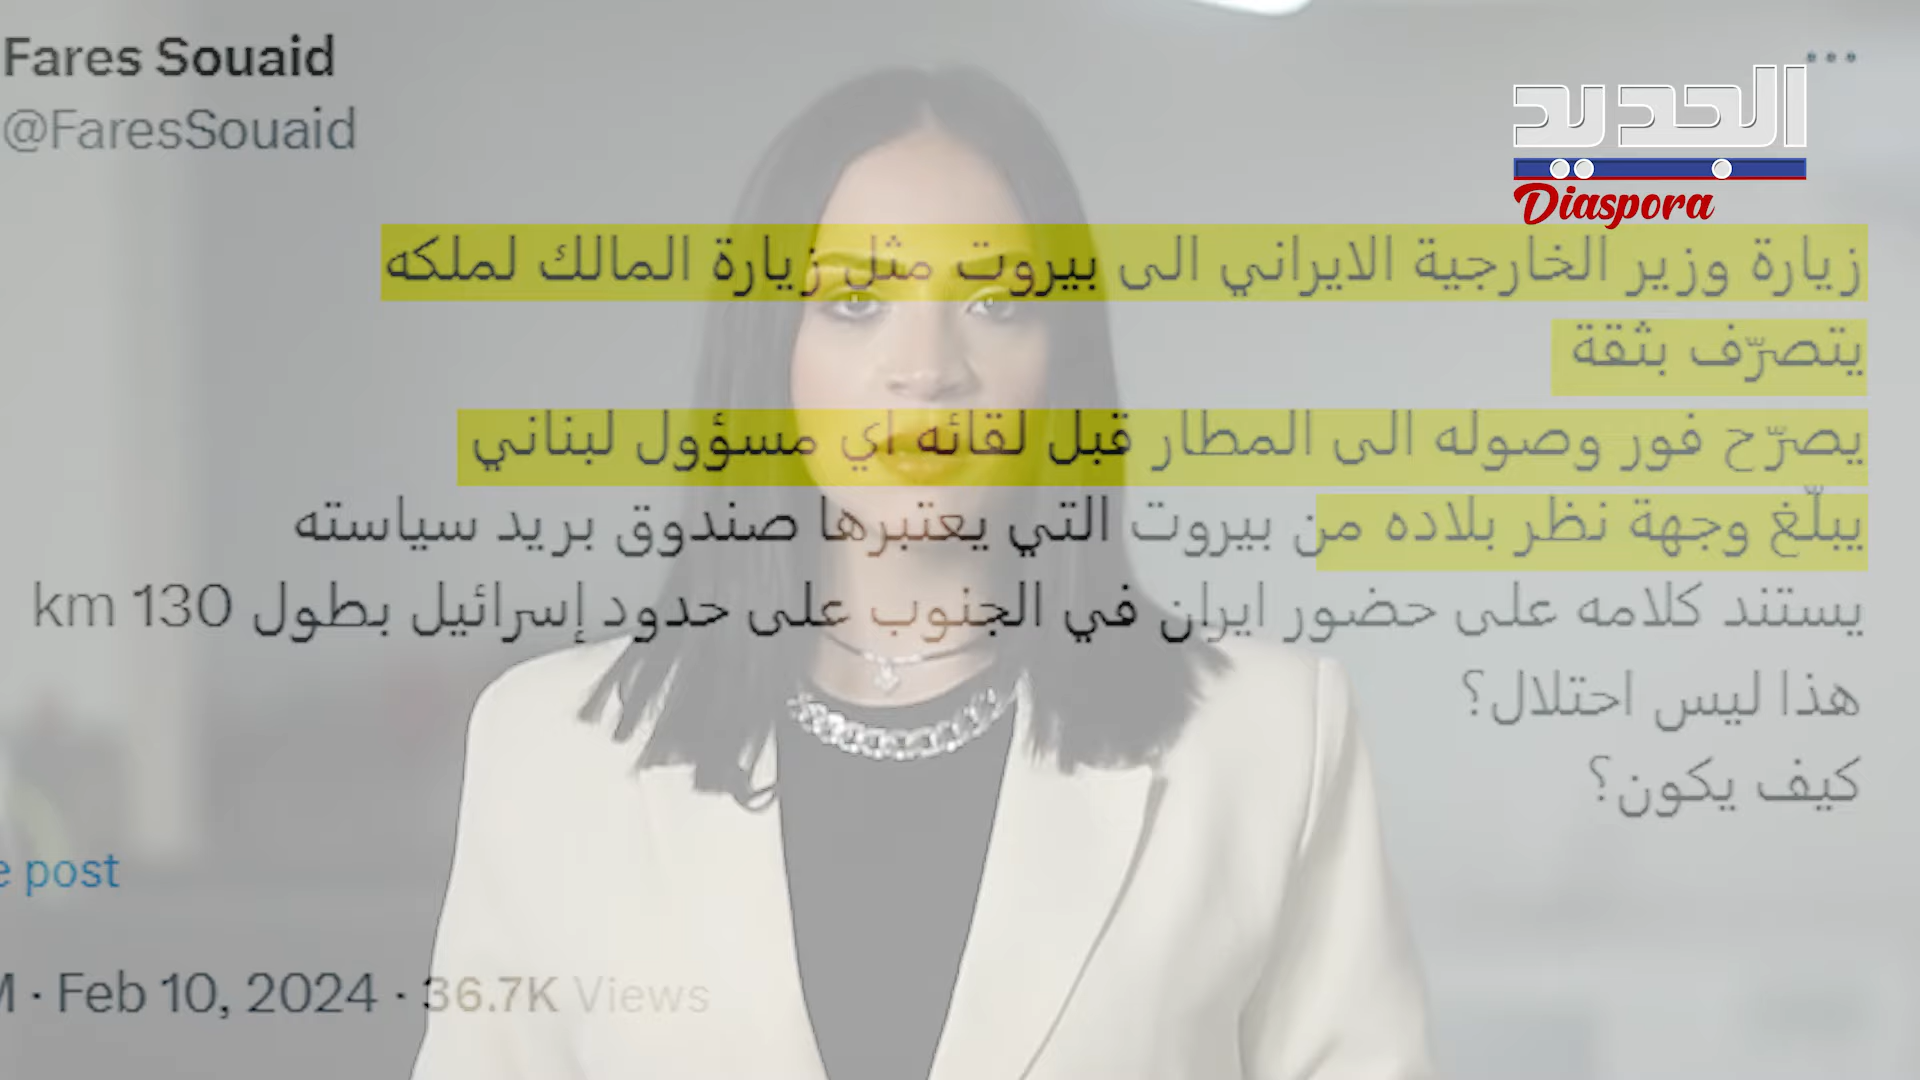 Fares Souaid
@FaresSouaid
الجديد
Diaspora
زيارة وزير الخارجية الايراني الى بيروت مثل زيارة المالك لملكه
يتصرّف بثقة
يصرّح فور وصوله الى المطار قبل لقائه اي مسؤول لبناني
يبلّغ وجهة نظر بلاده من بيروت التي يعتبرها صندوق بريد سياسته
يستند كلامه على حضور ايران في الجنوب على حدود إسرائيل بطول 130 km
هذا ليس احتلال؟
كيف يكون؟
e post
M · Feb 10, 2024 · 36.7K Views